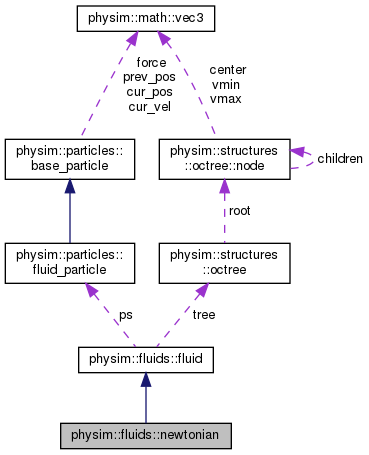 physim::math::vec3
force
prev_pos
cur_pos
cur_vel
center
vmin
vmax
physim::particles::
base_particle
physim::structures
::octree::node
children
root
physim::particles::
fluid_particle
physim::structures
::octree
ps
tree
physim::fluids::fluid
physim::fluids::newtonian